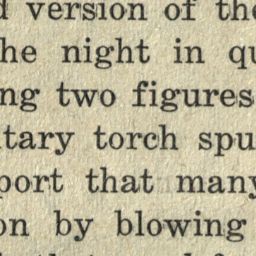 d version of the
he night in qu
ng two figures
tary torch spu
port that many
on by blowing